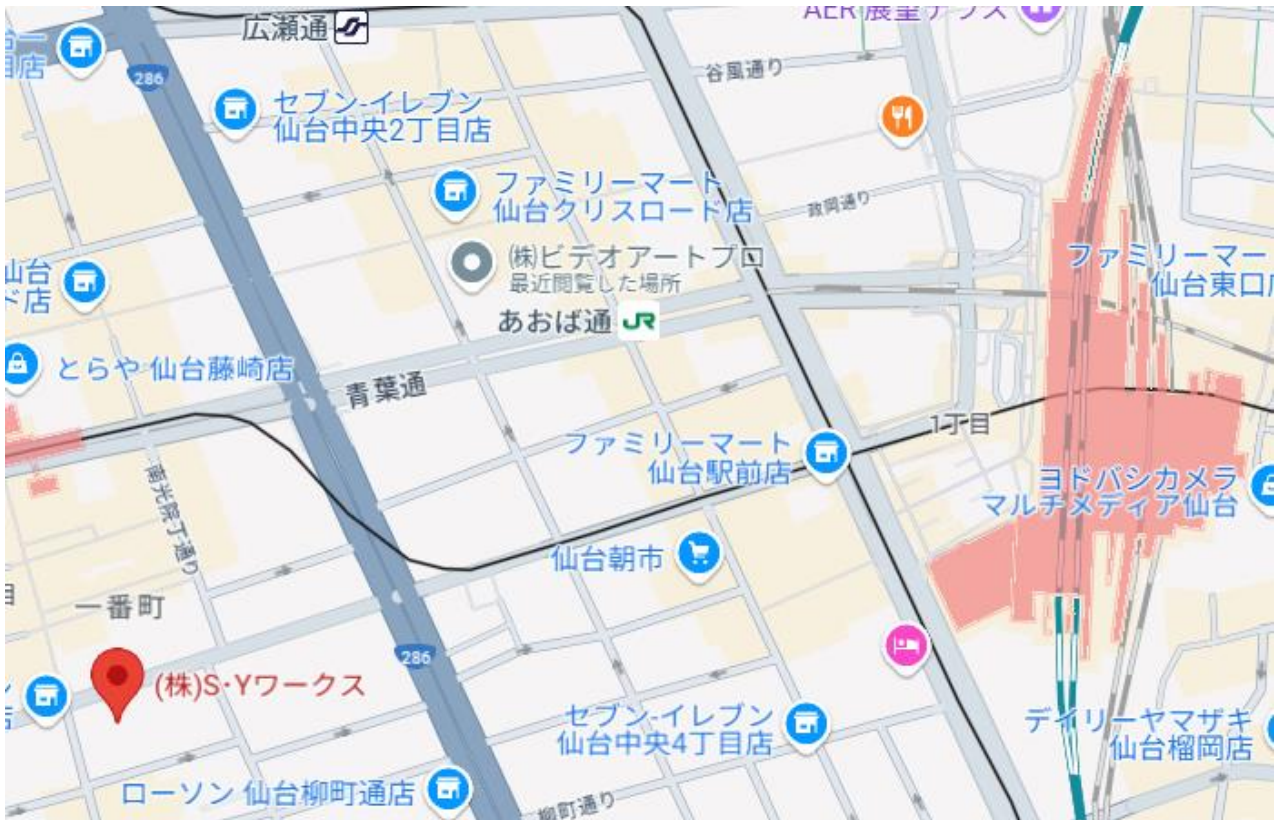 広瀬通
AER 展望テラス
店
286
セブン-イレブン
仙台中央2丁目店
谷風通り
ファミリーマート
仙台クリスロード店
政岡通り
(株)ビデオアートプロ
最近閲覧した場所
ファミリーマー
仙台東口店
仙台
ド店
あおば通 JR
とらや 仙台藤崎店
青葉通
1丁目
ファミリーマート
仙台駅前店
ヨドバシカメラ
マルチメディア仙台
南光院丁通り
仙台朝市
目
一番町
286
(株)S・Yワークス
店
セブン-イレブン
仙台中央4丁目店
デイリーヤマザキ
仙台榴岡店
ローソン 仙台柳町通店
柳町通り